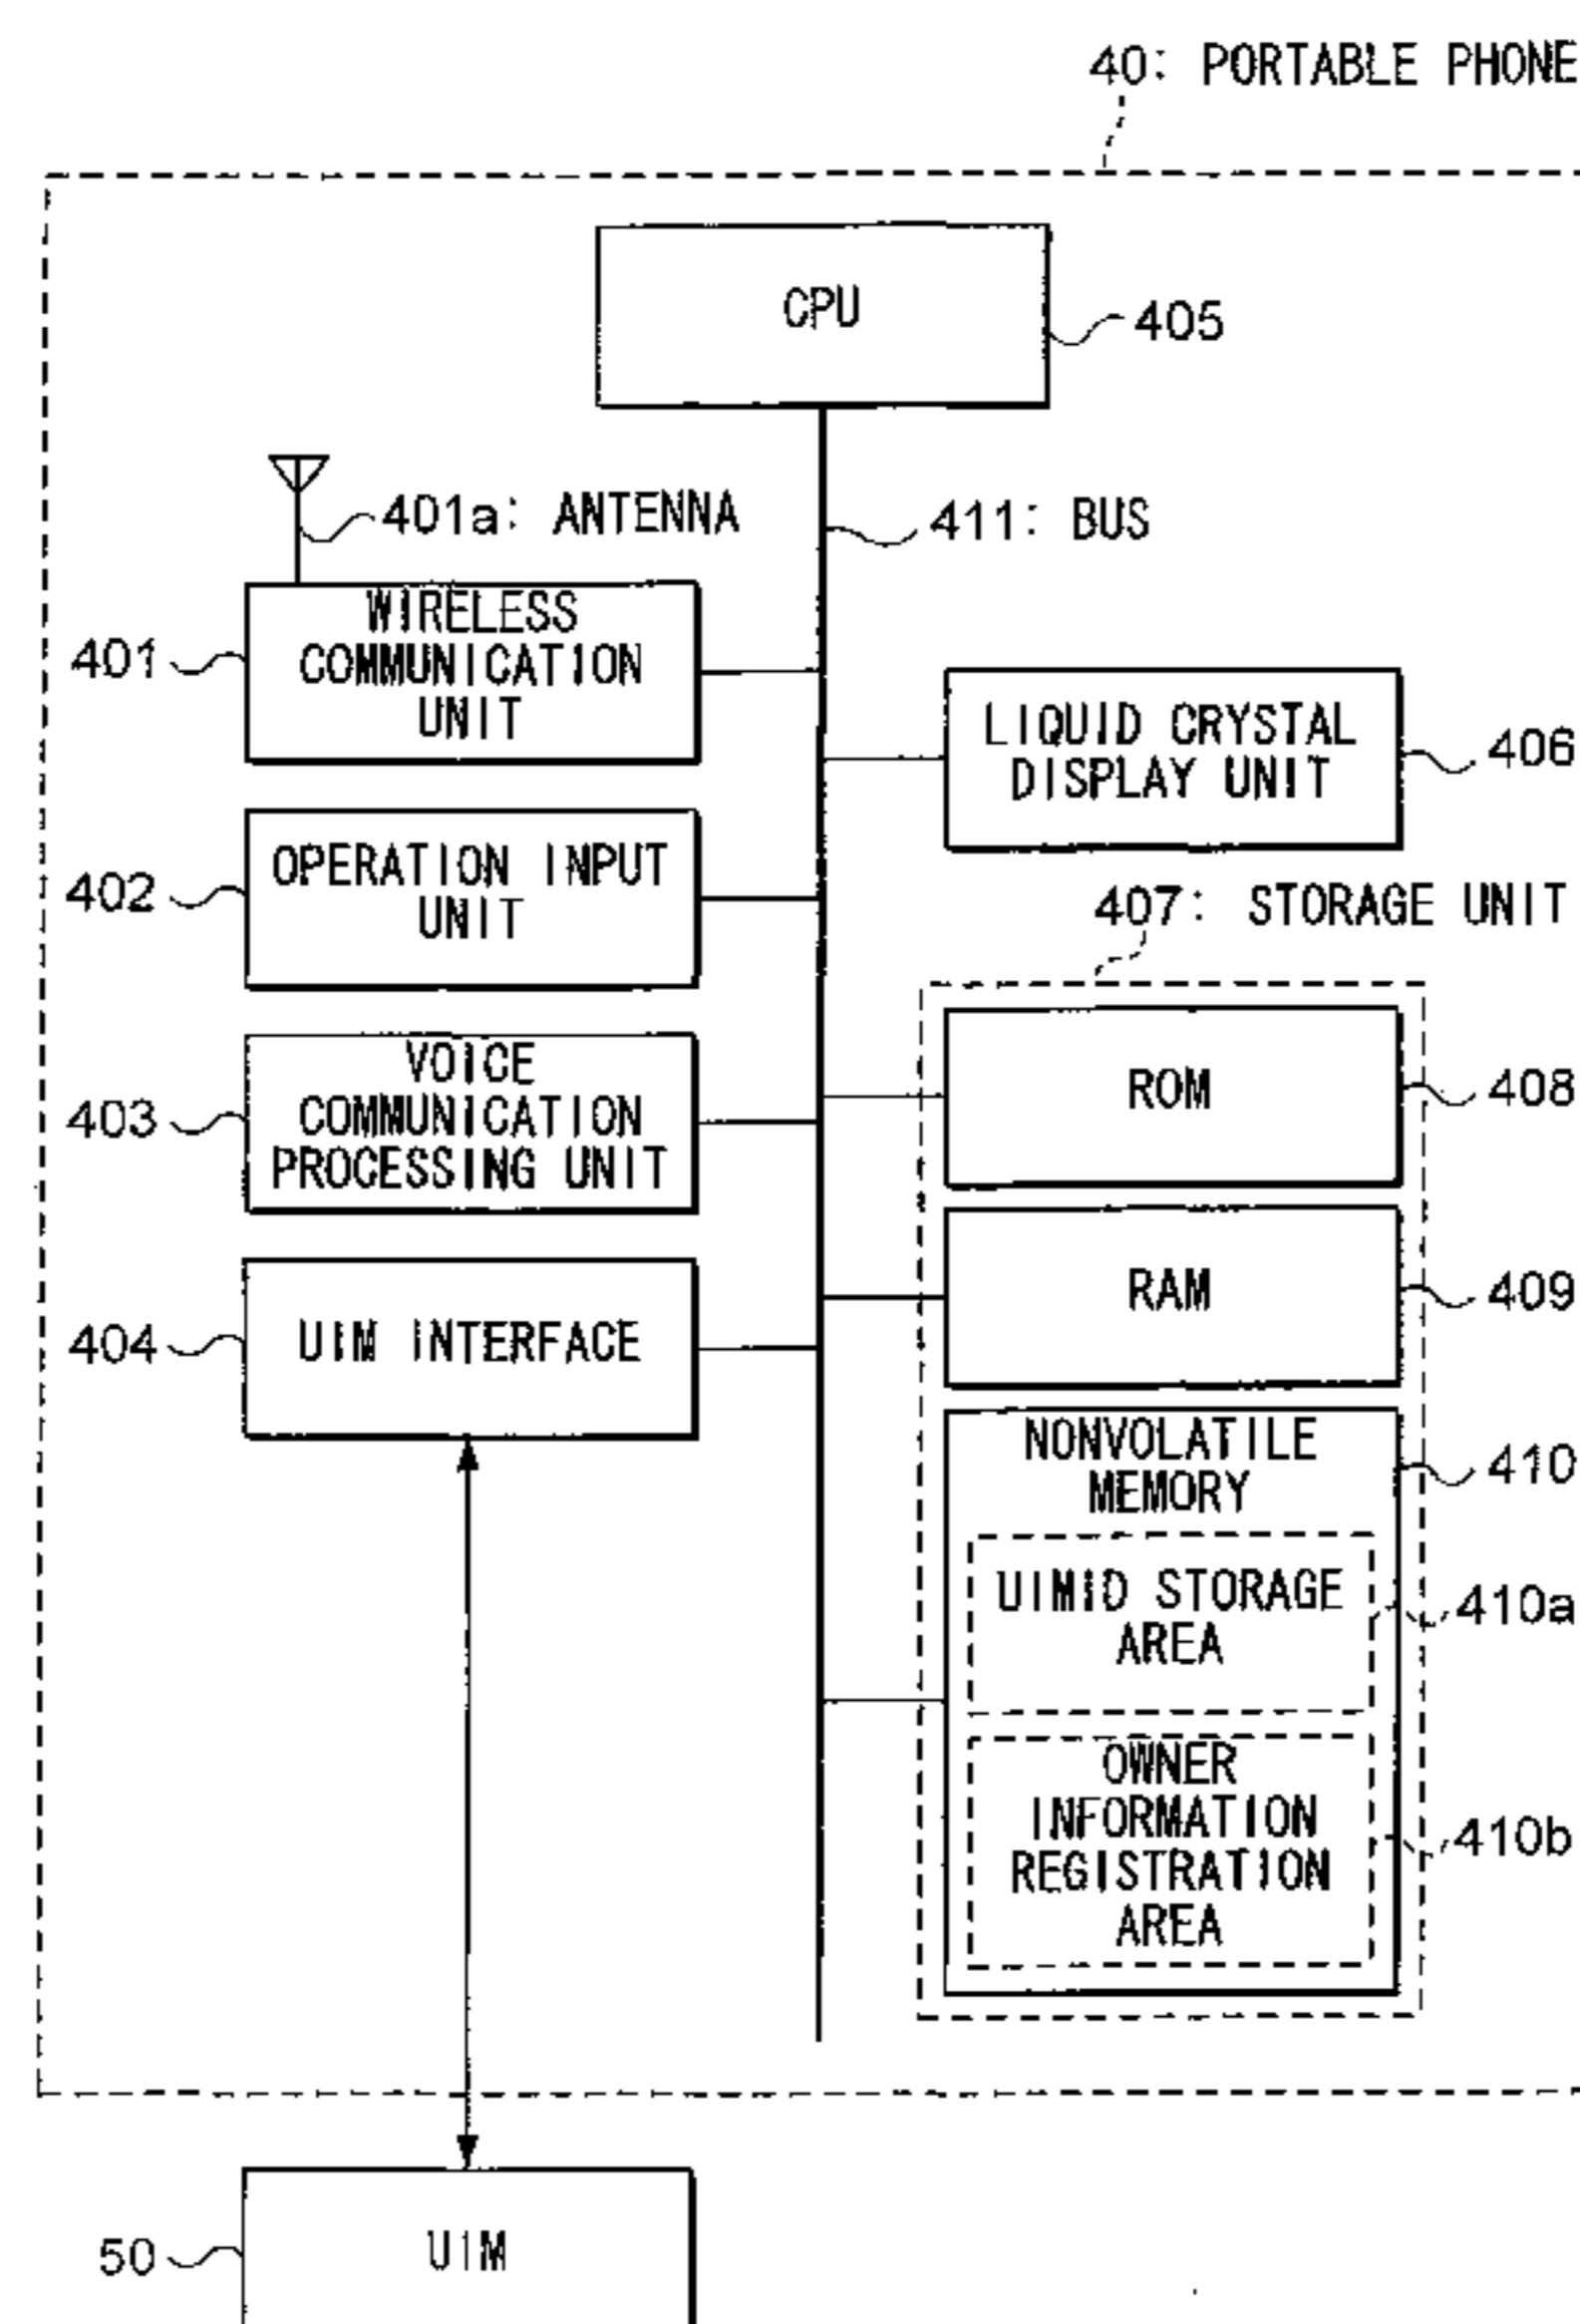 40: PORTABLE PHONE
CPU
405
401a: ANTENNA
411: BUS
WIRELESS
COMMUNICATION
UNIT
401
LIQUID CRYSTAL
DISPLAY UNIT
406
OPERATION INPUT
UNIT
402
407: STORAGE UNIT
VOICE
COMMUNICATION
PROCESSING UNIT
403
ROM
408
RAM
409
UIM INTERFACE
404
NONVOLATILE
MEMORY
410
UIMID STORAGE
AREA
410a
OWNER
INFORMATION
REGISTRATION
AREA
410b
UIM
50